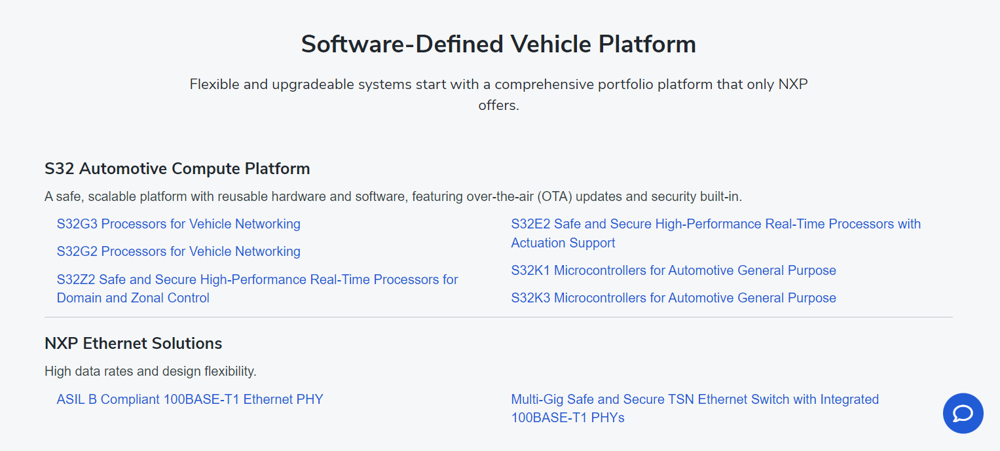 Software-Defined Vehicle Platform
Flexible and upgradeable systems start with a comprehensive portfolio platform that only NXP
offers.
S32 Automotive Compute Platform
A safe, scalable platform with reusable hardware and software, featuring over-the-air (OTA) updates and security built-in.
S32G3 Processors for Vehicle Networking
S32G2 Processors for Vehicle Networking
S32Z2 Safe and Secure High-Performance Real-Time Processors for
Domain and Zonal Control
S32E2 Safe and Secure High-Performance Real-Time Processors with
Actuation Support
S32K1 Microcontrollers for Automotive General Purpose
S32K3 Microcontrollers for Automotive General Purpose
NXP Ethernet Solutions
High data rates and design flexibility.
ASIL B Compliant 100BASE-T1 Ethernet PHY
Multi-Gig Safe and Secure TSN Ethernet Switch with Integrated
100BASE-T1 PHYs